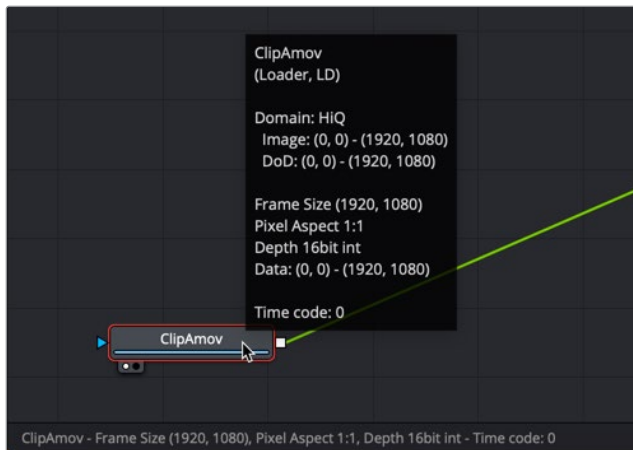 ClipAmov
(Loader, LD)
Domain: HiQ
Image: (0, 0) - (1920, 1080)
DoD: (0, 0) - (1920, 1080)
Frame Size (1920, 1080)
Pixel Aspect 1:1
Depth 16bit int
Data: (0, 0) - (1920, 1080)
Time code: 0
ClipAmov
ClipAmov - Frame Size (1920, 1080), Pixel Aspect 1:1, Depth 16bit int - Time code: 0